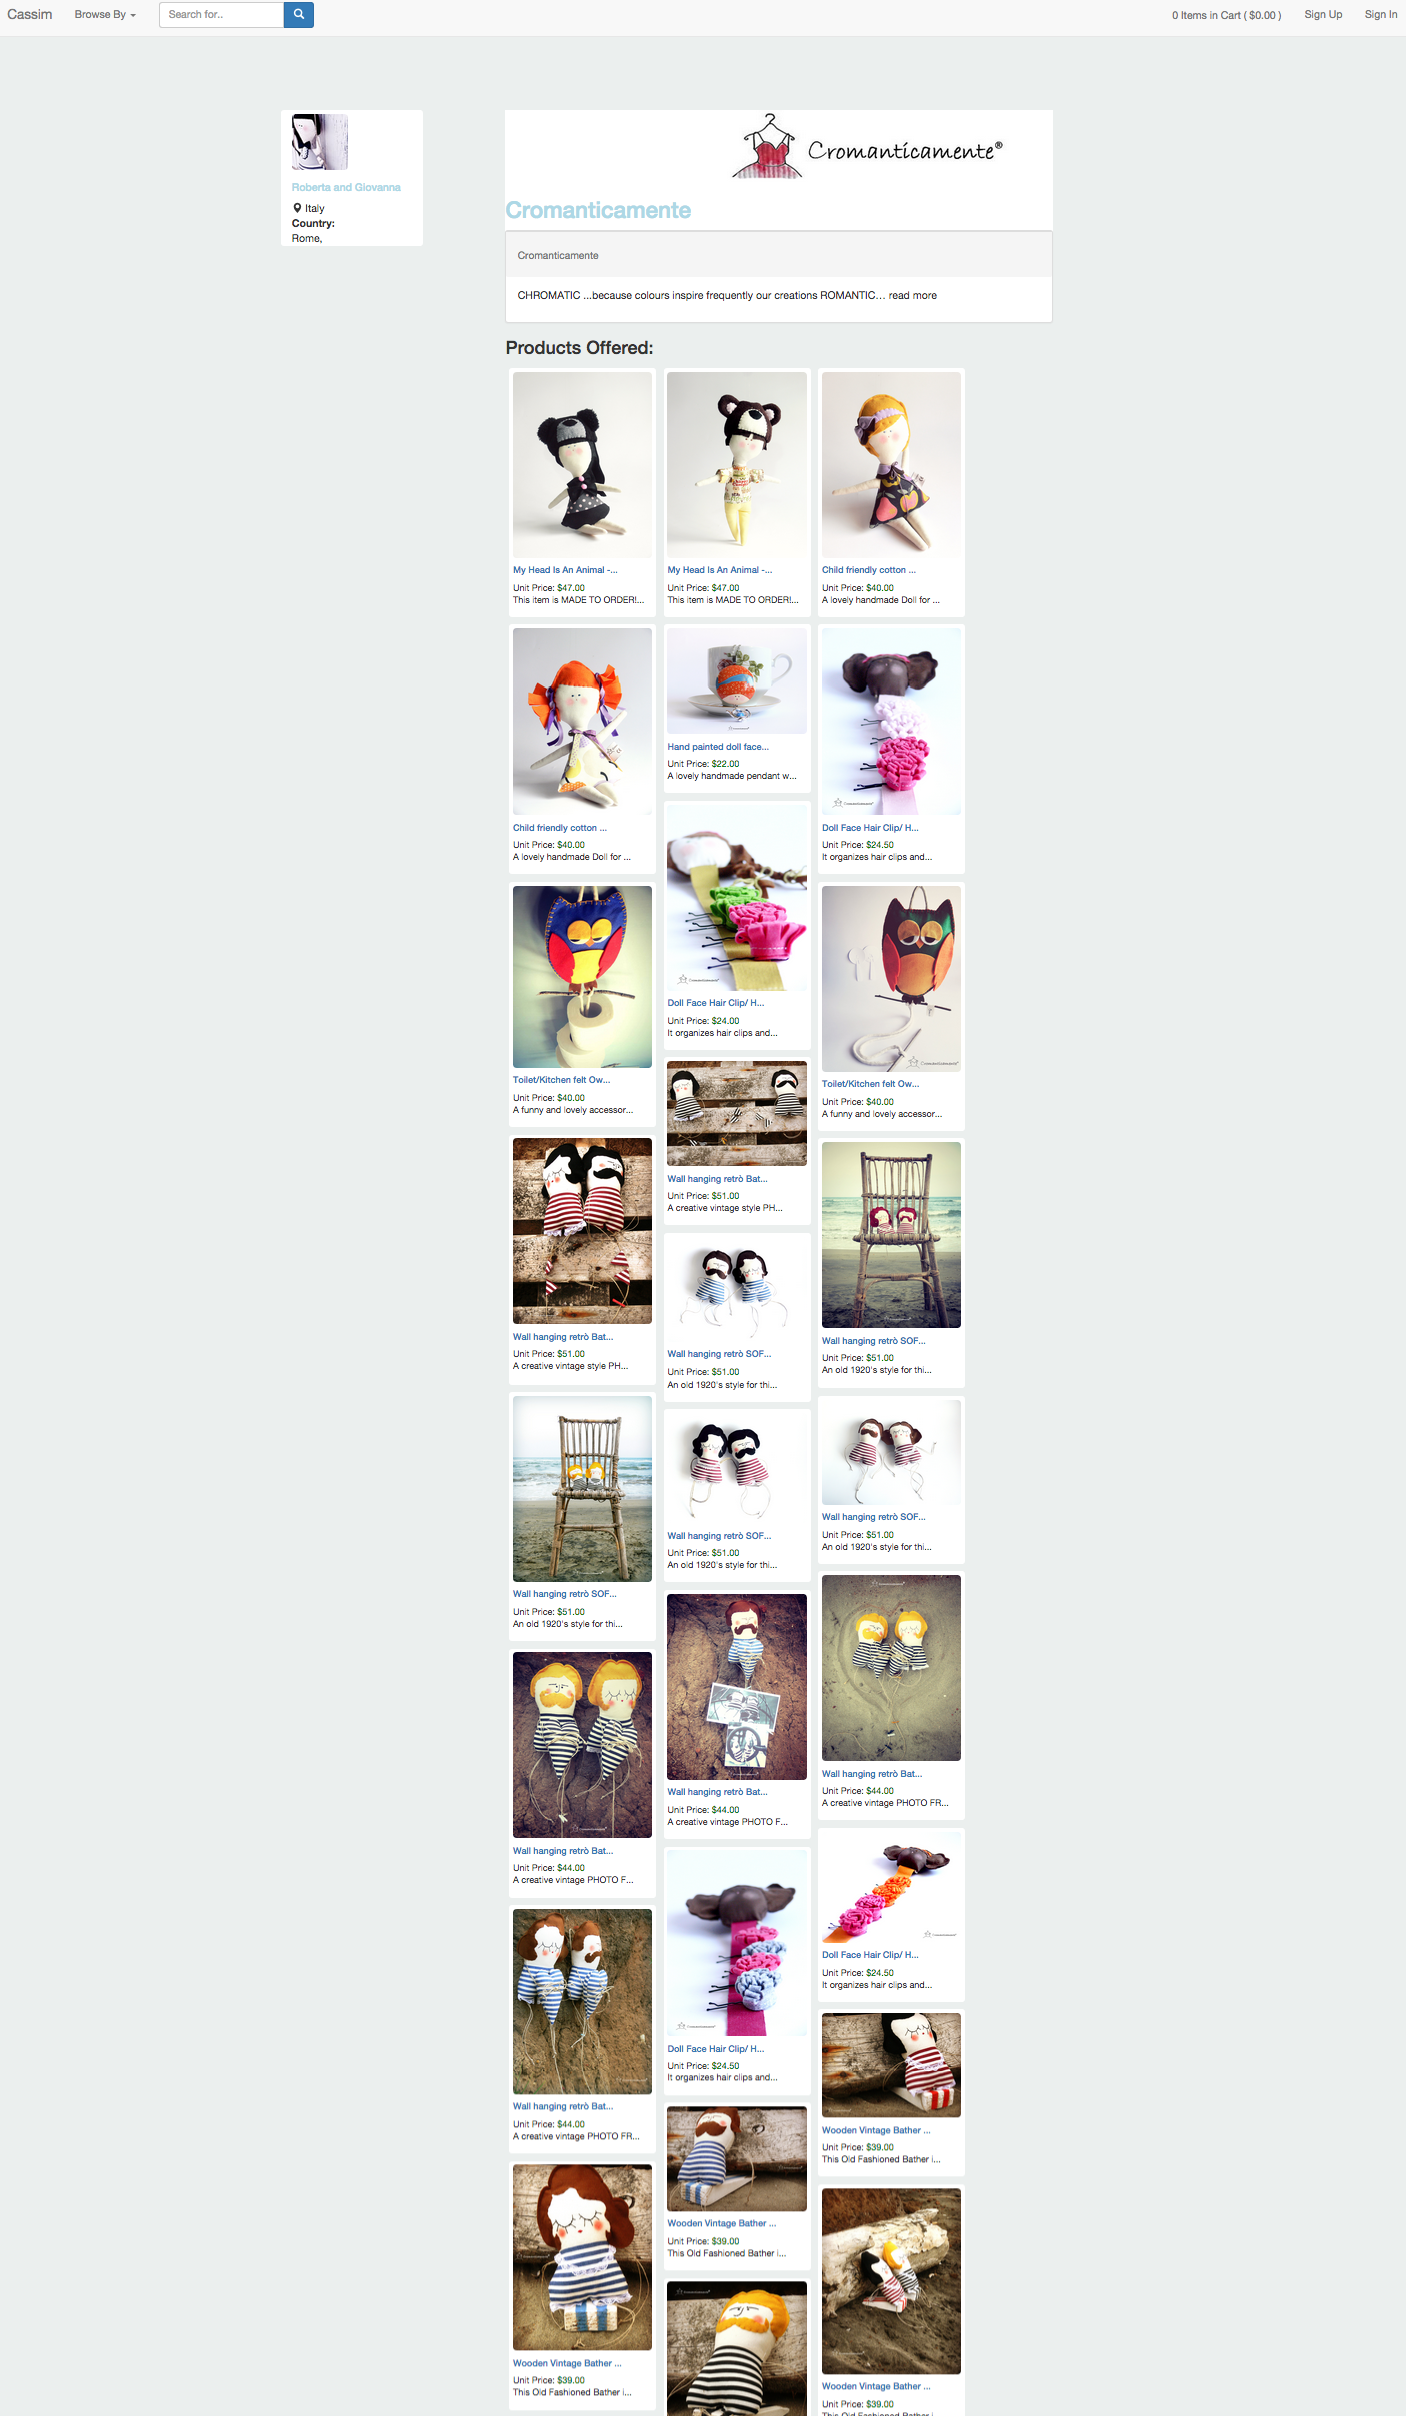 Cassim
Browse By
Search for..
0 Items in Cart ( $0.00 )
Sign Up
Sign In
Roberta and Giovanna
Italy
Country:
Rome,
Cromanticamente®
Cromanticamente
Cromanticamente
CHROMATIC ...because colours inspire frequently our creations ROMANTIC... read more
Products Offered:
My Head Is An Animal -...
Unit Price: $47.00
This item is MADE TO ORDER!...
My Head Is An Animal -...
Unit Price: $47.00
This item is MADE TO ORDER!...
Child friendly cotton ...
Unit Price: $40.00
A lovely handmade Doll for ...
Child friendly cotton ...
Unit Price: $40.00
A lovely handmade Doll for ...
Hand painted doll face...
Unit Price: $22.00
A lovely handmade pendant w...
Doll Face Hair Clip/ H...
Unit Price: $24.50
It organizes hair clips and...
Doll Face Hair Clip/ H...
Unit Price: $24.00
It organizes hair clips and...
Toilet/Kitchen felt Ow...
Unit Price: $40.00
A funny and lovely accessor...
Toilet/Kitchen felt Ow...
Unit Price: $40.00
A funny and lovely accessor...
Wall hanging retrò Bat...
Unit Price: $51.00
A creative vintage style PH...
Wall hanging retrò Bat...
Unit Price: $51.00
A creative vintage style PH...
Wall hanging retrò SOF...
Unit Price: $51.00
An old 1920's style for thi...
Wall hanging retrò SOF...
Unit Price: $51.00
An old 1920's style for thi...
Wall hanging retrò SOF...
Unit Price: $51.00
An old 1920's style for thi...
Wall hanging retrò SOF...
Unit Price: $51.00
An old 1920's style for thi...
Wall hanging retrò SOF...
Unit Price: $51.00
An old 1920's style for thi...
Wall hanging retrò Bat...
Unit Price: $44.00
A creative vintage PHOTO F...
Wall hanging retrò Bat...
Unit Price: $44.00
A creative vintage PHOTO FR...
Wall hanging retrò Bat...
Unit Price: $44.00
A creative vintage PHOTO F...
Doll Face Hair Clip/ H...
Unit Price: $24.50
It organizes hair clips and...
Doll Face Hair Clip/ H...
Unit Price: $24.50
It organizes hair clips and...
Wall hanging retrò Bat...
Unit Price: $44.00
A creative vintage PHOTO FR...
Wooden Vintage Bather ...
Unit Price: $39.00
This Old Fashioned Bather i...
Wooden Vintage Bather ...
Unit Price: $39.00
This Old Fashioned Bather i...
Wooden Vintage Bather ...
Unit Price: $39.00
This Old Fashioned Bather i...
Wooden Vintage Bather ...
Unit Price: $39.00